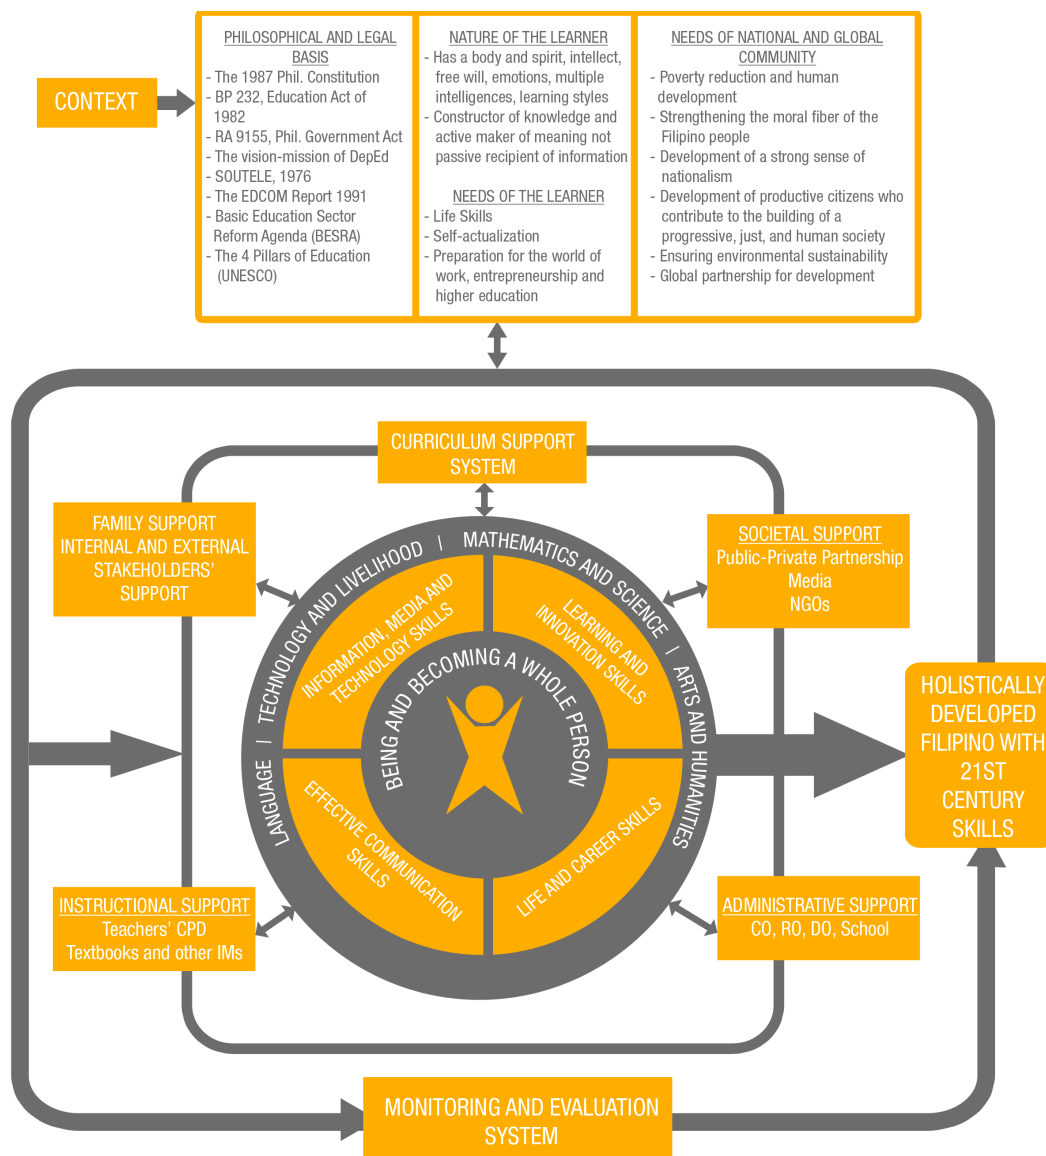 CONTEXT
PHILOSOPHICAL AND LEGAL
BASIS
- The 1987 Phil. Constitution
- BP 232, Education Act of
1982
- RA 9155, Phil. Government Act
- The vision-mission of DepEd
- SOUTELE, 1976
- The EDCOM Report 1991
- Basic Education Sector
Reform Agenda (BESRA)
- The 4 Pillars of Education
(UNESCO)
NATURE OF THE LEARNER
- Has a body and spirit, intellect,
free will, emotions, multiple
intelligences, learning styles
- Constructor of knowledge and
active maker of meaning not
passive recipient of information
NEEDS OF THE LEARNER
- Life Skills
- Self-actualization
- Preparation for the world of
work, entrepreneurship and
higher education
NEEDS OF NATIONAL AND GLOBAL
COMMUNITY
- Poverty reduction and human
development
- Strengthening the moral fiber of the
Filipino people
- Development of a strong sense of
nationalism
- Development of productive citizens who
contribute to the building of a
progressive, just, and human society
- Ensuring environmental sustainability
- Global partnership for development
CURRICULUM SUPPORT
SYSTEM
FAMILY SUPPORT
INTERNAL AND EXTERNAL
STAKEHOLDERS'
SUPPORT
SOCIETAL SUPPORT
Public-Private Partnership
Media
NGOs
LANGUAGE | TECHNOLOGY AND LIVELIHOOD | MATHEMATICS AND SCIENCE | ARTS AND HUMANITIES
INFORMATION, MEDIA AND
TECHNOLOGY SKILLS
LEARNING AND
INNOVATION SKILLS
BEING AND BECOMING A WHOLE PERSON
EFFECTIVE COMMUNICATION
SKILLS
LIFE AND CAREER SKILLS
HOLISTICALLY
DEVELOPED
FILIPINO WITH
21ST
CENTURY
SKILLS
INSTRUCTIONAL SUPPORT
Teachers' CPD
Textbooks and other IMs
ADMINISTRATIVE SUPPORT
CO, RO, DO, School
MONITORING AND EVALUATION
SYSTEM